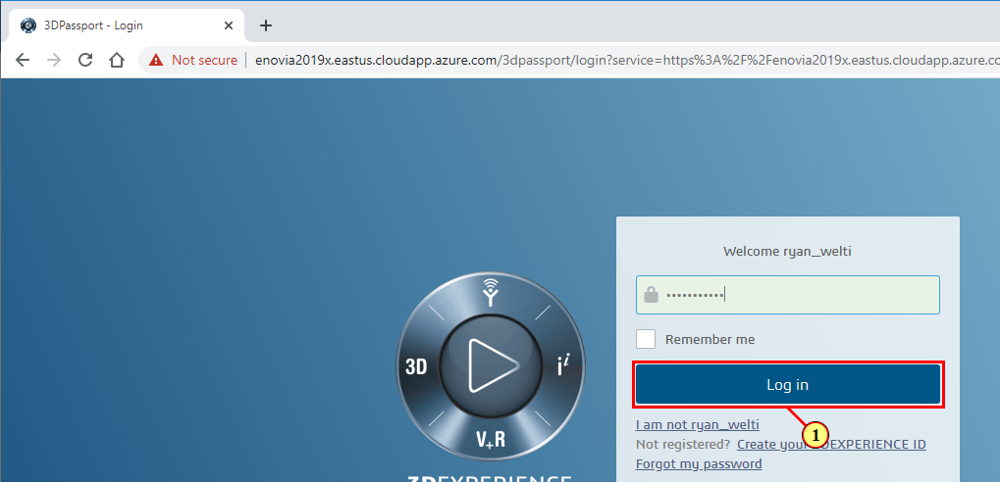 3DPassport - Login
Not secure
enovia2019x.eastus.cloudapp.azure.com/3dpassport/login?service=https%3A%2F%2Fenovia2019x.eastus.cloudapp.azure.co
Welcome ryan_welti
Remember me
Log in
I am not ryan_welti
1
Not registered? Create your 3DEXPERIENCE ID
Forgot my password
3D
i i
V+R
3DEXPERIENCE